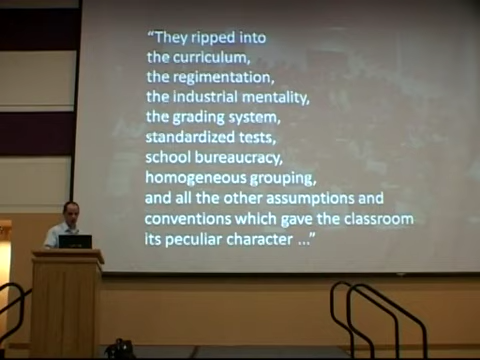 “They ripped into
the curriculum,
the regimentation,
the industrial mentality,
the grading system,
standardized tests,
school bureaucracy,
homogeneous grouping,
and all the other assumptions and
conventions which gave the classroom
its peculiar character ...”